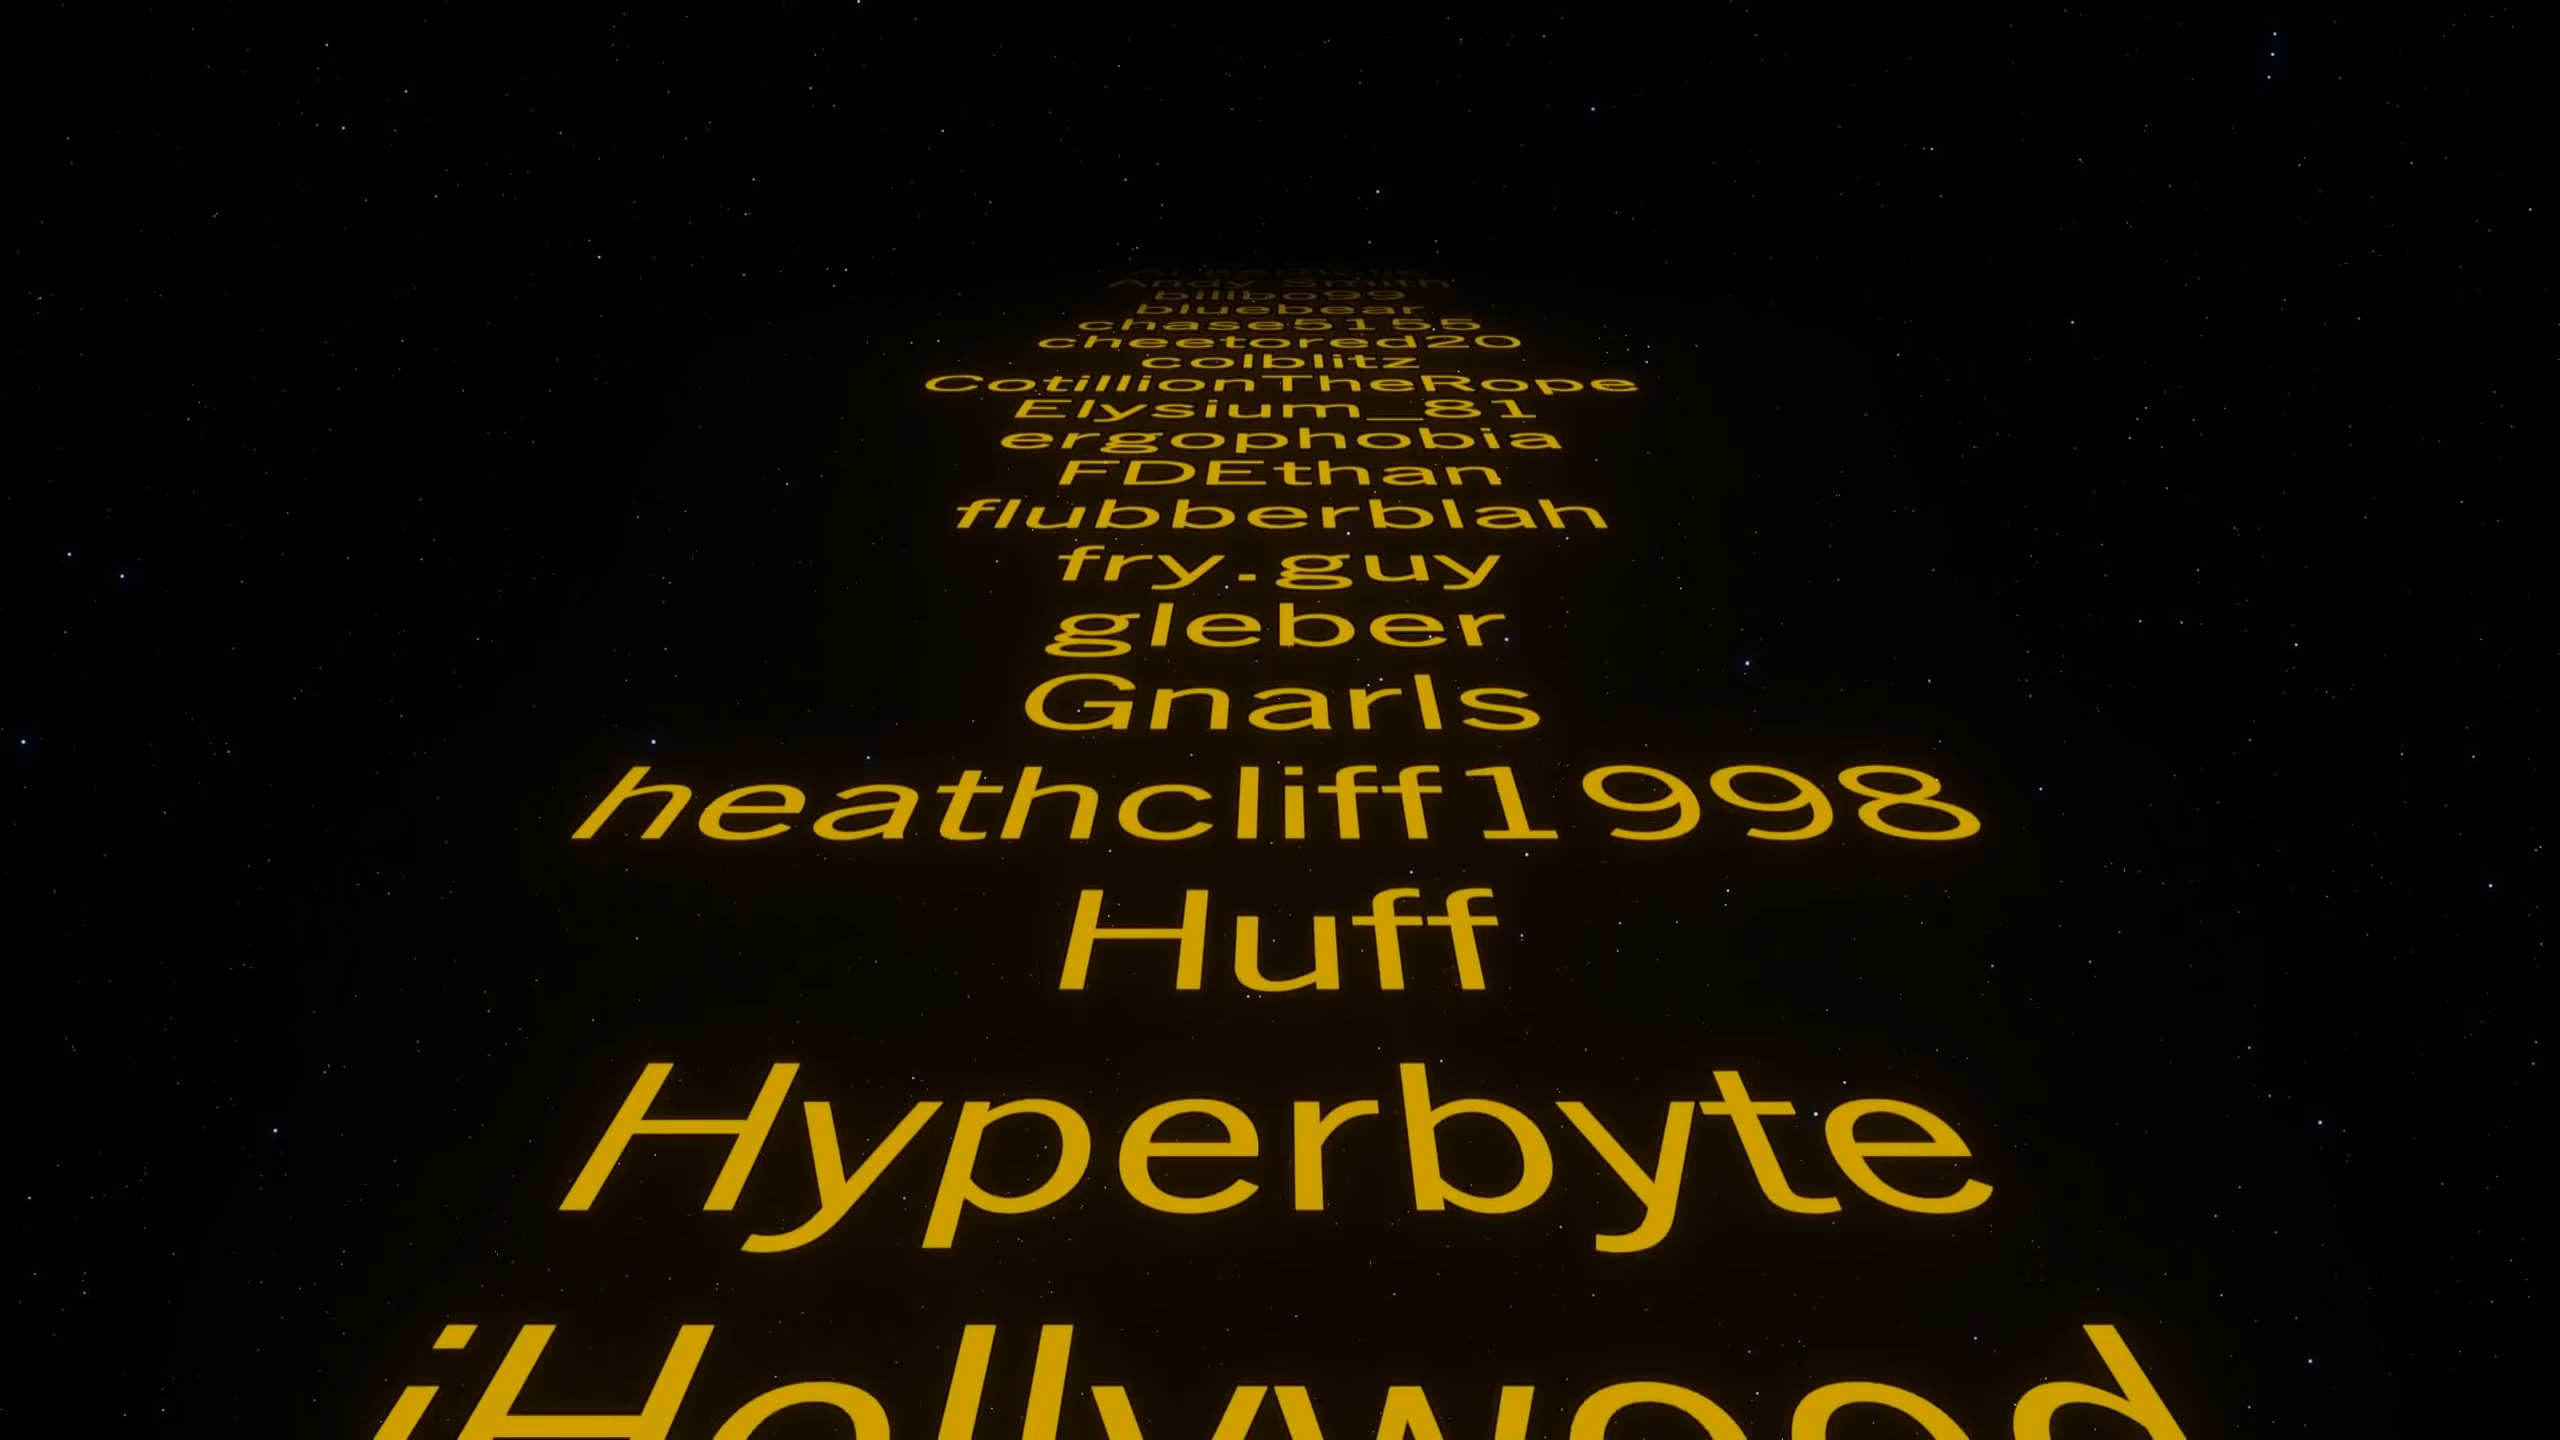 Andy Smith
billbo99
bluebear
chase5155
cheetored20
colblitz
CotillionTheRope
Elysium_81
ergophobia
FDEthan
flubberblah
fry.guy
gleber
Gnarls
heathcliff1998
Huff
Hyperbyte
iHollywood